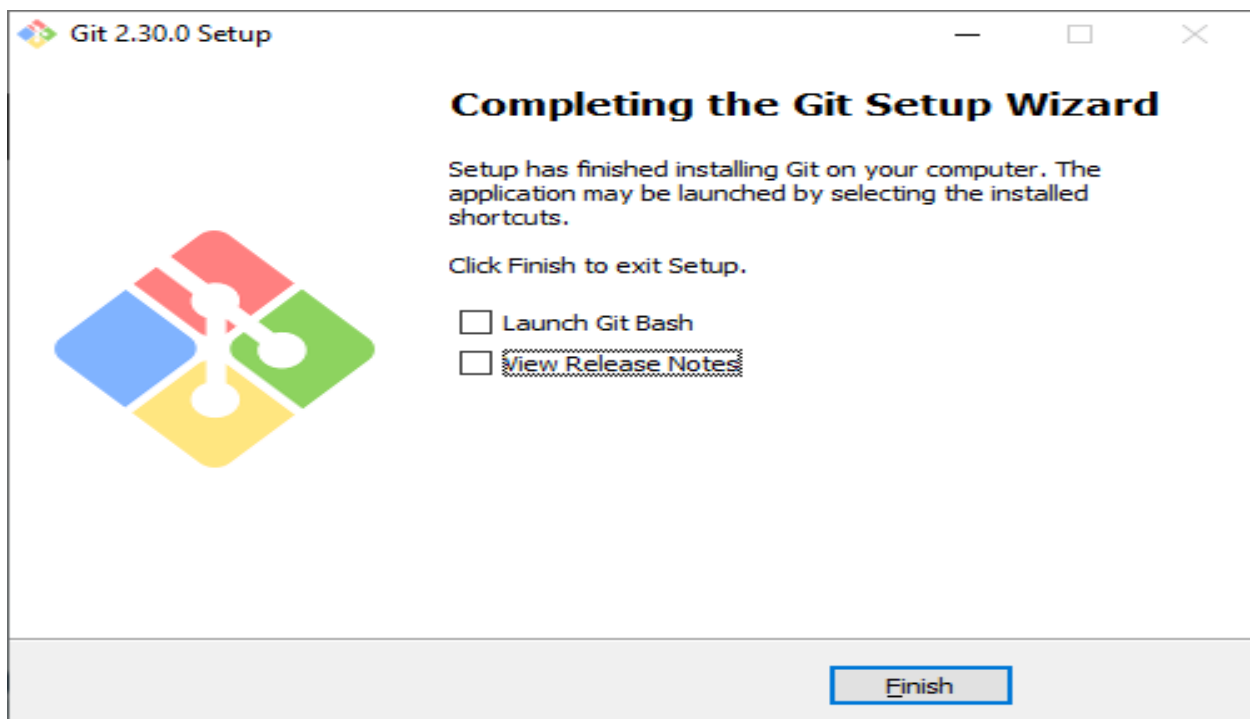 Git 2.30.0 Setup
Completing the Git Setup Wizard
Setup has finished installing Git on your computer. The
application may be launched by selecting the installed
shortcuts.
Click Finish to exit Setup.
Launch Git Bash
View Release Notes
Finish